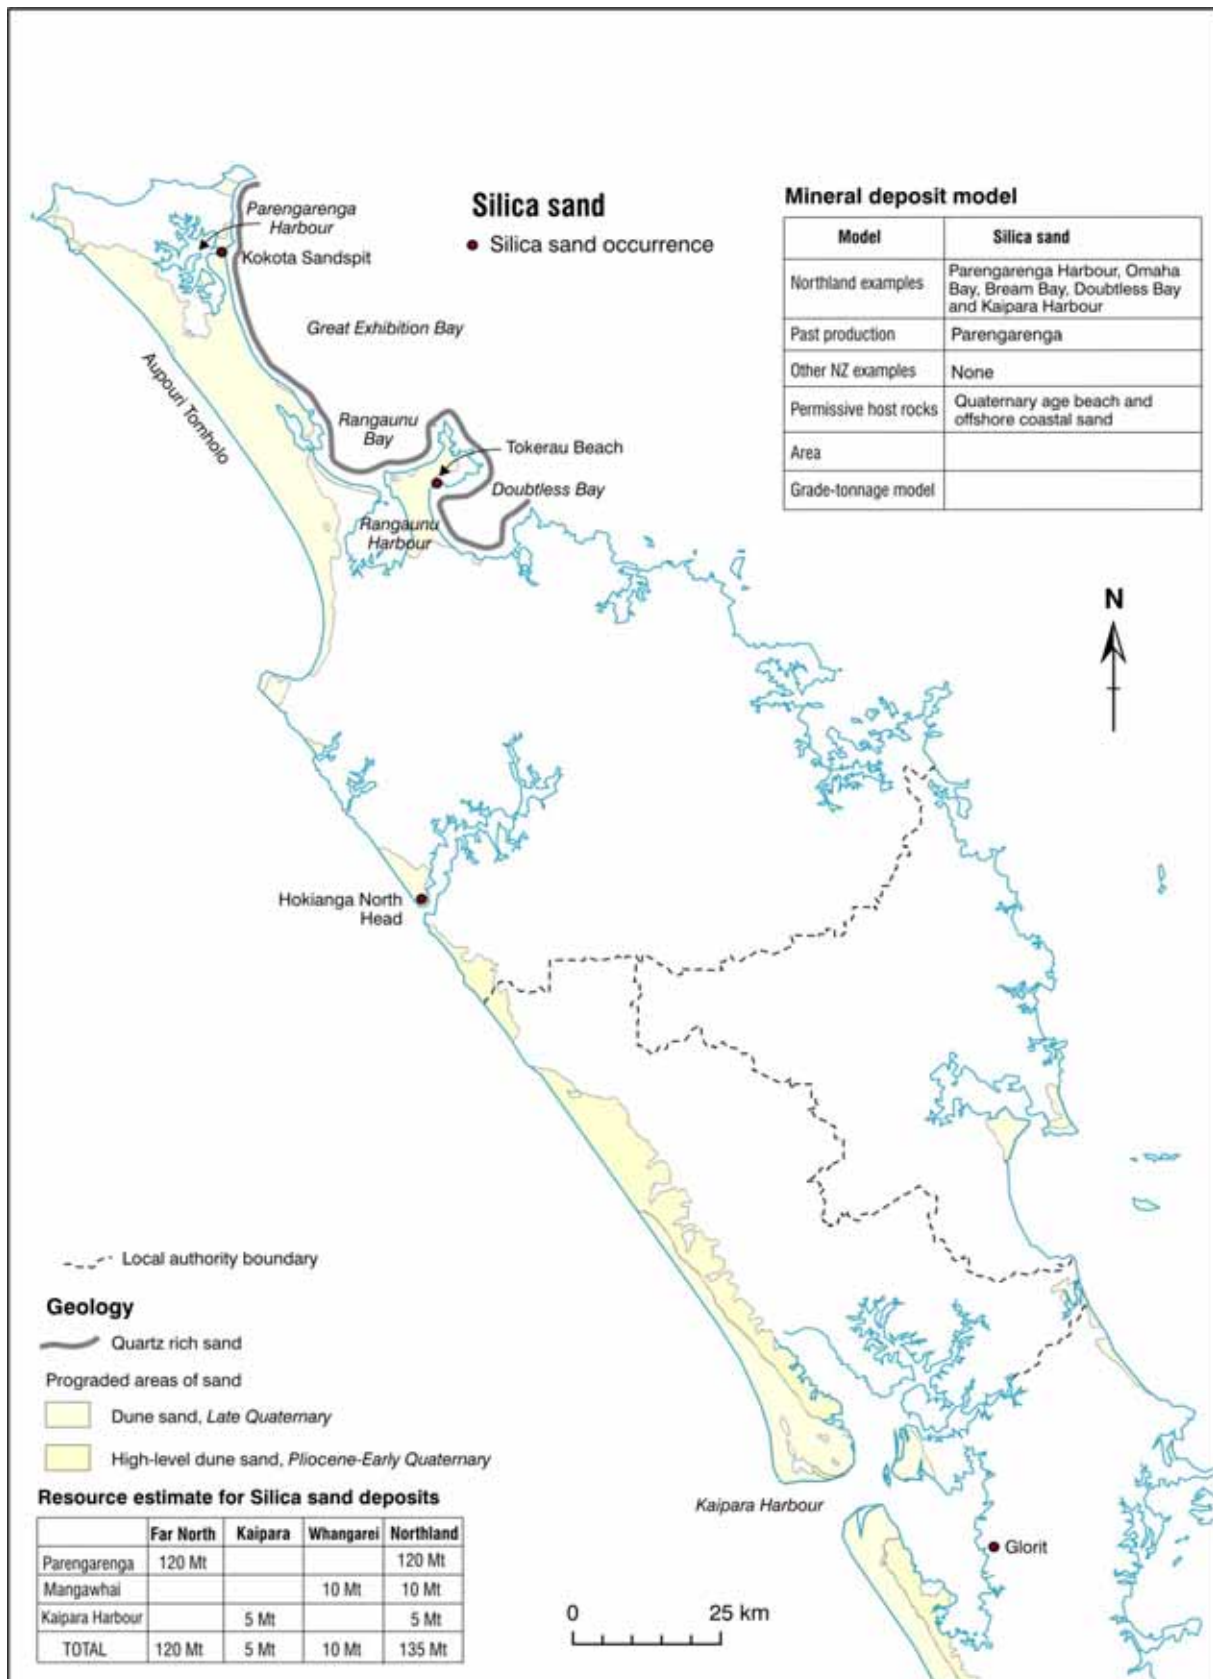 Silica sand
Silica sand occurrence
Parengarenga
Harbour
Kokota Sandspit
Great Exhibition Bay
Aupouri Tomholo
Rangaunu
Bay
Tokerau Beach
Doubtless Bay
Rangaunu
Harbour
Mineral deposit model
Model Silica sand
Northland examples Parengarenga Harbour, Omaha
Bay, Bream Bay, Doubtless Bay
and Kaipara Harbour
Past production Parengarenga
Other NZ examples None
Permissive host rocks Quaternary age beach and
offshore coastal sand
Area
Grade-tonnage model
N
Hokianga North
Head
Local authority boundary
Geology
Quartz rich sand
Prograded areas of sand
Dune sand, Late Quaternary
High-level dune sand, Pliocene-Early Quaternary
Resource estimate for Silica sand deposits
Far North Kaipara Whangarei Northland
Parengarenga 120 Mt 120 Mt
Mangawhai 10 Mt 10 Mt
Kaipara Harbour 5 Mt 5 Mt
TOTAL 120 Mt 5 Mt 10 Mt 135 Mt
Kaipara Harbour
Glorit
0 25 km